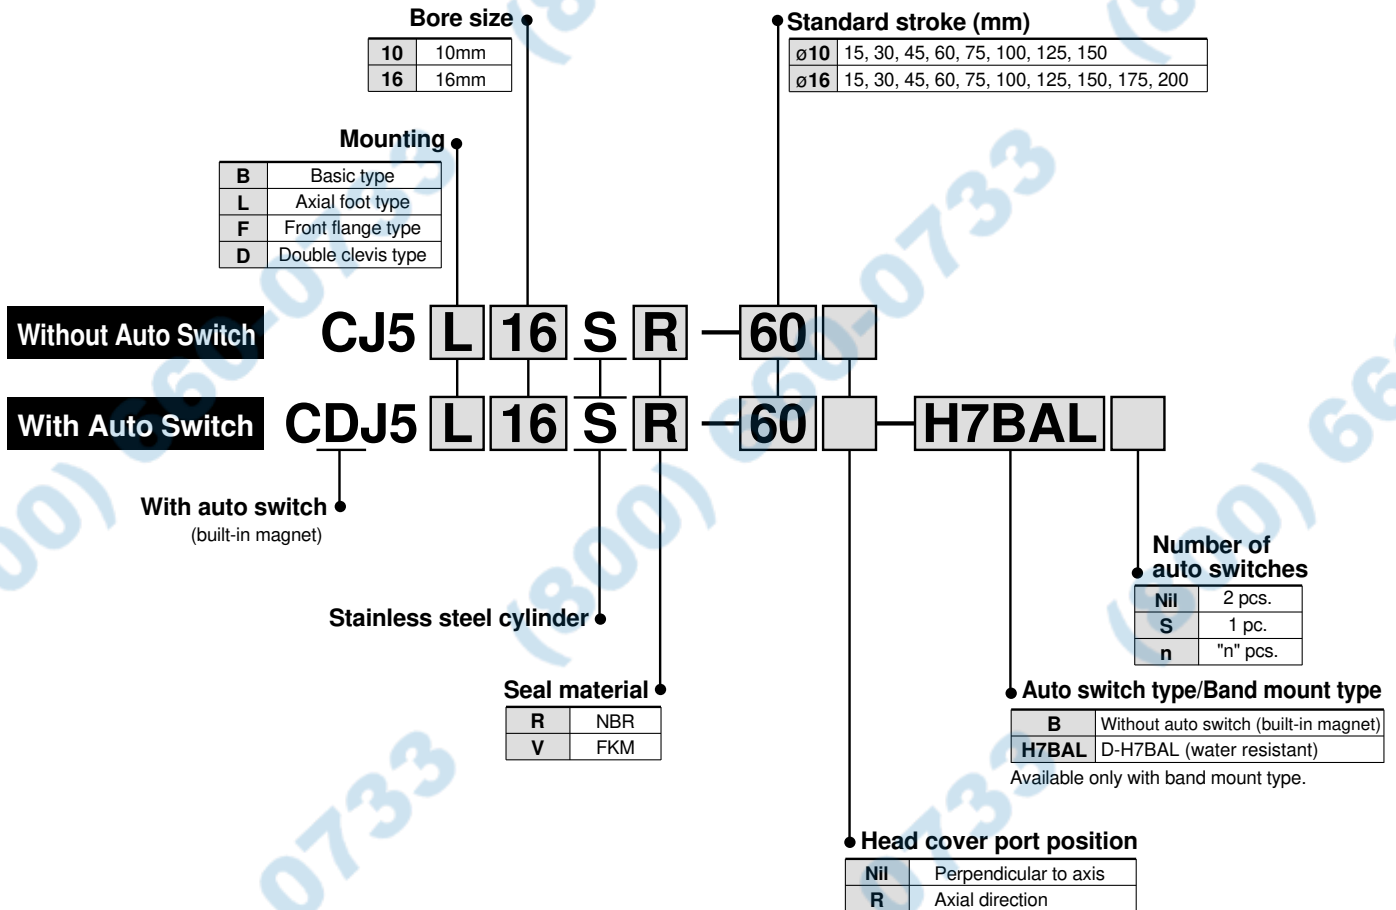 Bore size
10 10mm
16 16mm
Standard stroke (mm)
ø10 15, 30, 45, 60, 75, 100, 125, 150
ø16 15, 30, 45, 60, 75, 100, 125, 150, 175, 200
Mounting
B Basic type
L Axial foot type
F Front flange type
D Double clevis type
Without Auto Switch CJ5 L 16 S R — 60
With Auto Switch CDJ5 L 16 S R — 60 — H7BAL
With auto switch
(built-in magnet)
Number of
auto switches
Nil 2 pcs.
S 1 pc.
n "n" pcs.
Stainless steel cylinder
Seal material
R NBR
V FKM
Auto switch type/Band mount type
B Without auto switch (built-in magnet)
H7BAL D-H7BAL (water resistant)
Available only with band mount type.
Head cover port position
Nil Perpendicular to axis
R Axial direction
(800) 660-0733